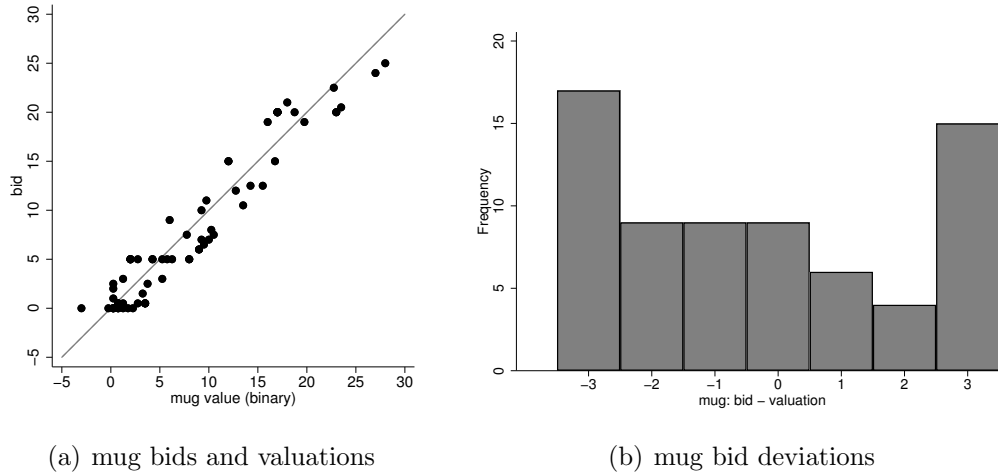 30
25
20
15
10
5
0
−5
bid
−5 0 5 10 15 20 25 30
mug value (binary)
20
15
10
5
0
Frequency
−3 −2 −1 0 1 2 3
mug: bid − valuation
(a) mug bids and valuations
(b) mug bid deviations